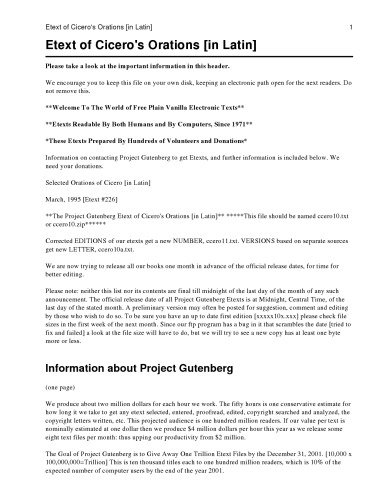 Etext of Cicero's Orations [in Latin] 1
Etext of Cicero's Orations [in Latin]
Please take a look at the important information in this header.
We encourage you to keep this file on your own disk, keeping an electronic path open for the next readers. Do
not remove this.
**Welcome To The World of Free Plain Vanilla Electronic Texts**
**Etexts Readable By Both Humans and By Computers, Since 1971**
*These Etexts Prepared By Hundreds of Volunteers and Donations*
Information on contacting Project Gutenberg to get Etexts, and further information is included below. We
need your donations.
Selected Orations of Cicero [in Latin]
March, 1995 [Etext #226]
**The Project Gutenberg Etext of Cicero's Orations [in Latin]** *****This file should be named ccero10.txt
or ccero10.zip******
Corrected EDITIONS of our etexts get a new NUMBER, ccero11.txt. VERSIONS based on separate sources
get new LETTER, ccero10a.txt.
We are now trying to release all our books one month in advance of the official release dates, for time for
better editing.
Please note: neither this list nor its contents are final till midnight of the last day of the month of any such
announcement. The official release date of all Project Gutenberg Etexts is at Midnight, Central Time, of the
last day of the stated month. A preliminary version may often be posted for suggestion, comment and editing
by those who wish to do so. To be sure you have an up to date first edition [xxxxx10x.xxx] please check file
sizes in the first week of the next month. Since our ftp program has a bug in it that scrambles the date [tried to
fix and failed] a look at the file size will have to do, but we will try to see a new copy has at least one byte
more or less.
Information about Project Gutenberg
(one page)
We produce about two million dollars for each hour we work. The fifty hours is one conservative estimate for
how long it we take to get any etext selected, entered, proofread, edited, copyright searched and analyzed, the
copyright letters written, etc. This projected audience is one hundred million readers. If our value per text is
nominally estimated at one dollar then we produce $4 million dollars per hour this year as we release some
eight text files per month: thus upping our productivity from $2 million.
The Goal of Project Gutenberg is to Give Away One Trillion Etext Files by the December 31, 2001. [10,000 x
100,000,000=Trillion] This is ten thousand titles each to one hundred million readers, which is 10% of the
expected number of computer users by the end of the year 2001.